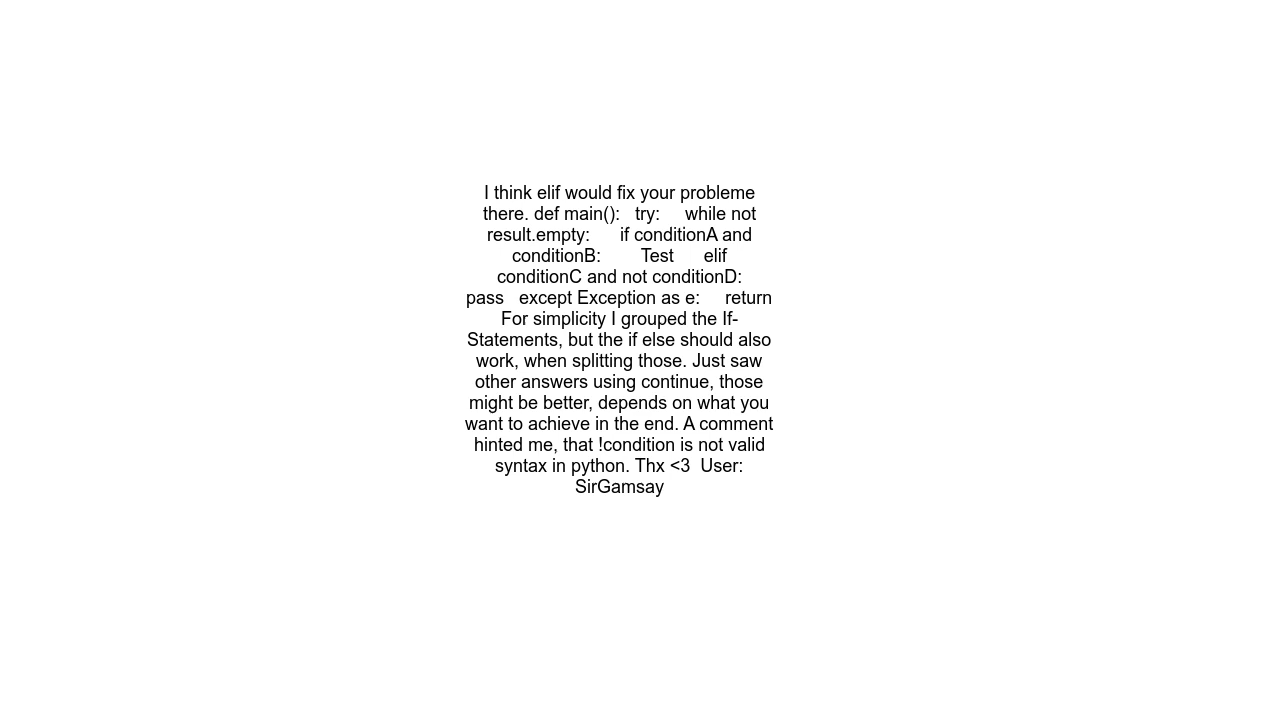 I think elif would fix your probleme
there. def main():   try:     while not
result.empty:      if conditionA and
conditionB:        Test      elif
conditionC and not conditionD:
pass   except Exception as e:     return
For simplicity I grouped the If-
Statements, but the if else should also
work, when splitting those. Just saw
other answers using continue, those
might be better, depends on what you
want to achieve in the end. A comment
hinted me, that !condition is not valid
syntax in python. Thx <3  User:
SirGamsay